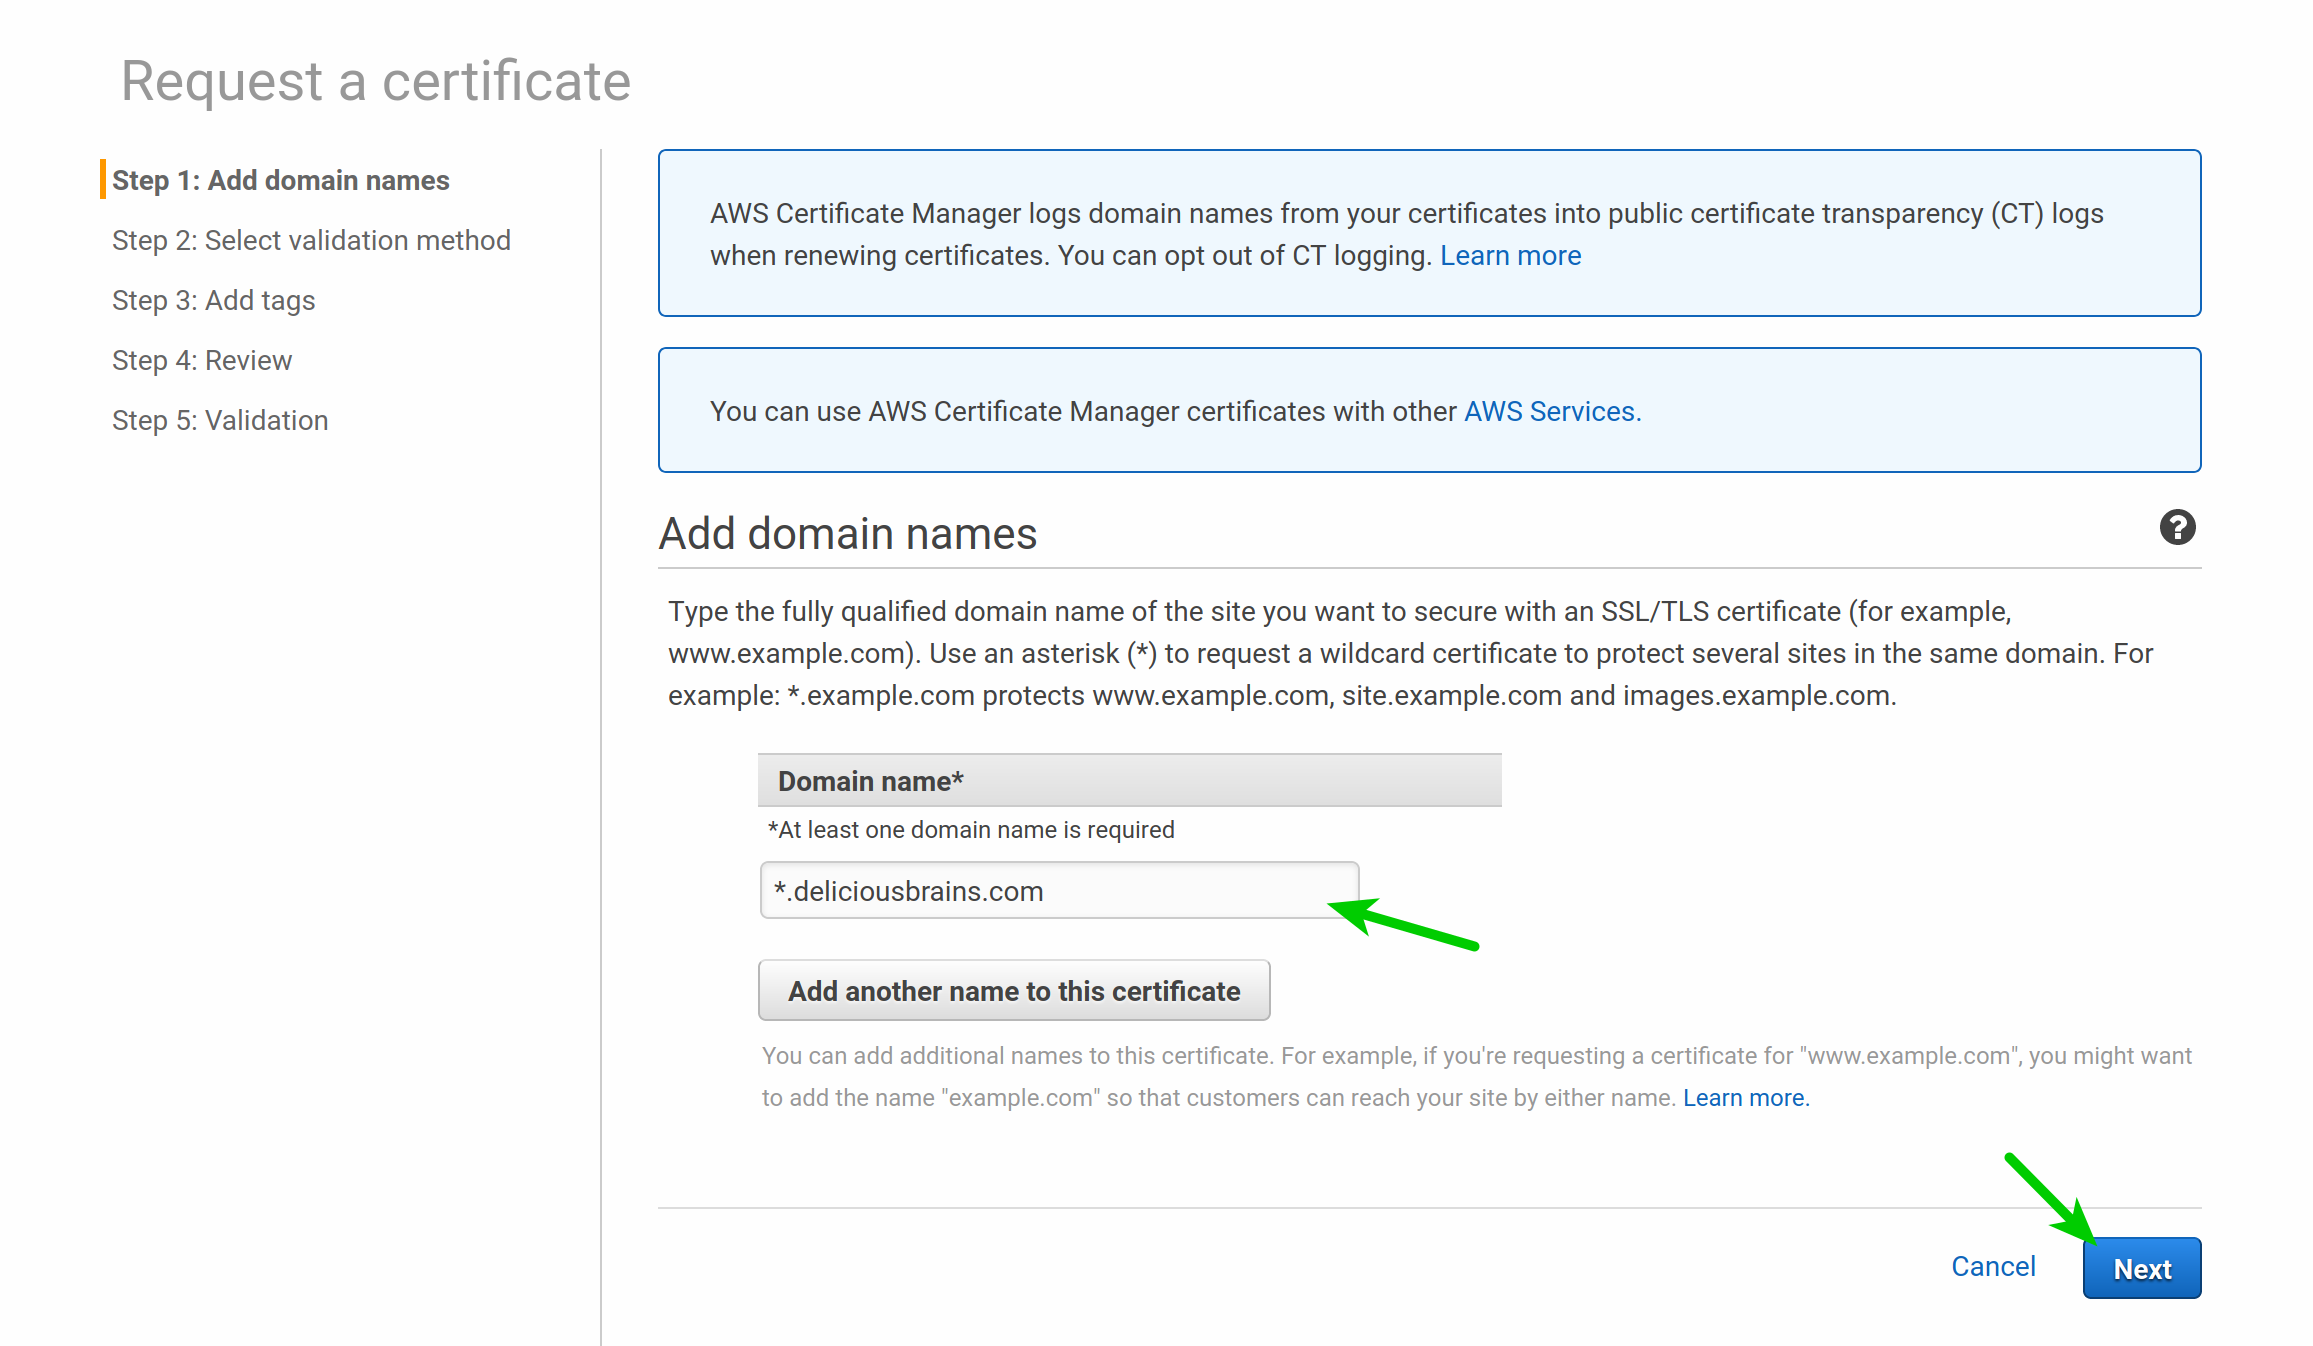 Request a certificate
Step 1: Add domain names
Step 2: Select validation method
Step 3: Add tags
Step 4: Review
Step 5: Validation
AWS Certificate Manager logs domain names from your certificates into public certificate transparency (CT) logs
when renewing certificates. You can opt out of CT logging. Learn more
You can use AWS Certificate Manager certificates with other AWS Services.
Add domain names
?
Type the fully qualified domain name of the site you want to secure with an SSL/TLS certificate (for example,
www.example.com). Use an asterisk (*) to request a wildcard certificate to protect several sites in the same domain. For
example: *.example.com protects www.example.com, site.example.com and images.example.com.
Domain name*
*At least one domain name is required
*.deliciousbrains.com
Add another name to this certificate
You can add additional names to this certificate. For example, if you're requesting a certificate for "www.example.com", you might want
to add the name "example.com" so that customers can reach your site by either name. Learn more.
Cancel
Next